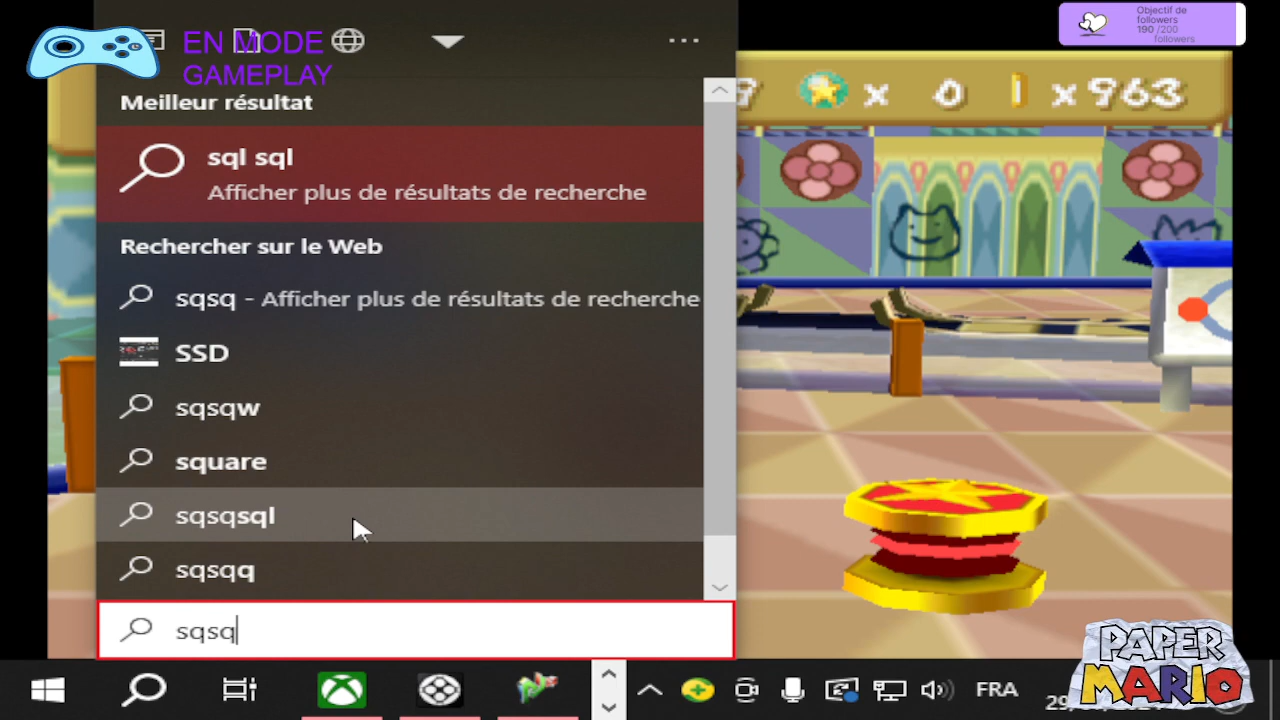 EN MODE
GAMEPLAY
Objectif de
followers
190 /200
followers
x 0 x 963
Meilleur résultat
sql sql
Afficher plus de résultats de recherche
Rechercher sur le Web
sqsq - Afficher plus de résultats de recherche
SSD
sqsqw
square
sqsqsql
sqsqq
sqsq
FRA
PAPER
MARIO